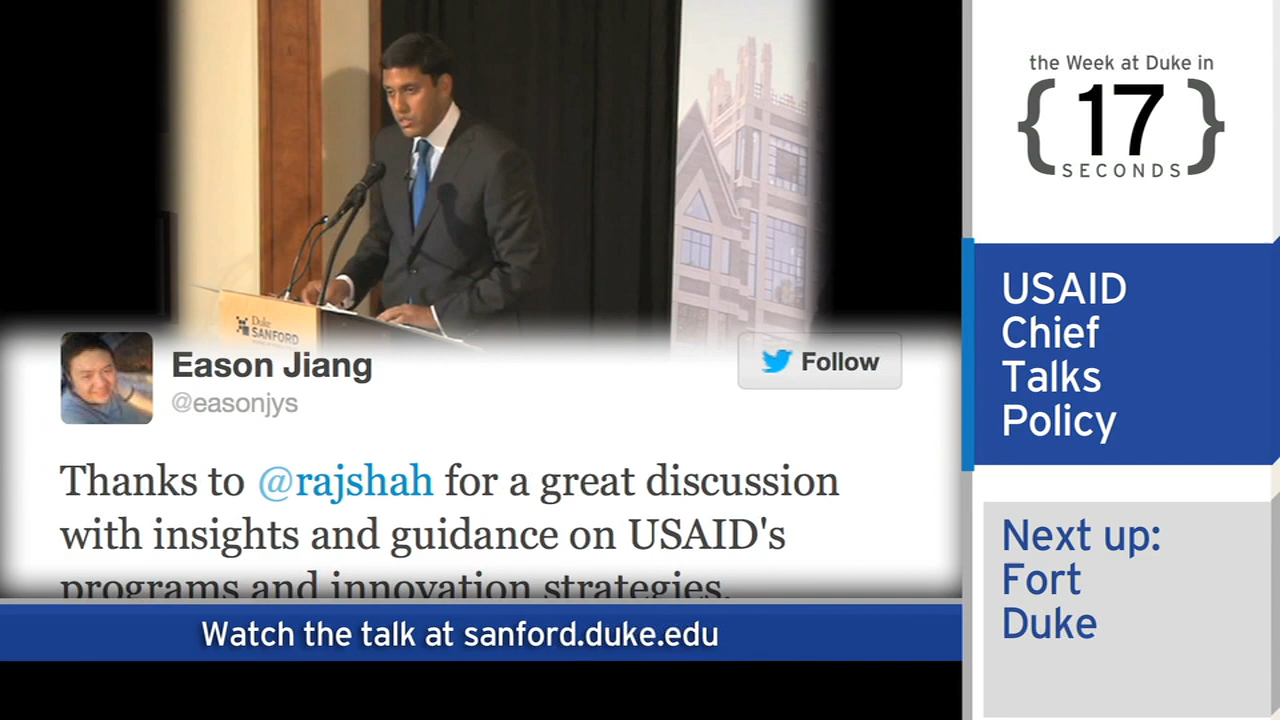 the Week at Duke in
{17}
SECONDS
USAID
Chief
Talks
Policy
Next up:
Fort
Duke
Duke
SANFORD
Eason Jiang
@easonjys
Follow
Thanks to @rajshah for a great discussion
with insights and guidance on USAID's
programs and innovation strategies.
Watch the talk at sanford.duke.edu